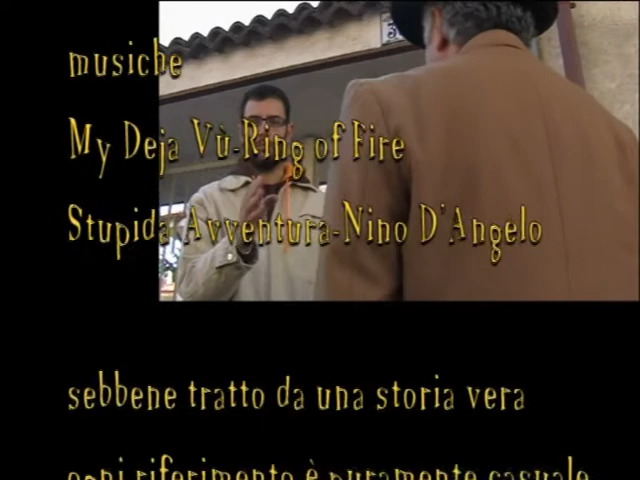 musiche
My Deja Vù-Ring of Fire
Stupida Avventura-Nino D'Angelo
sebbene tratto da una storia vera
ogni riferimento è puramente casuale